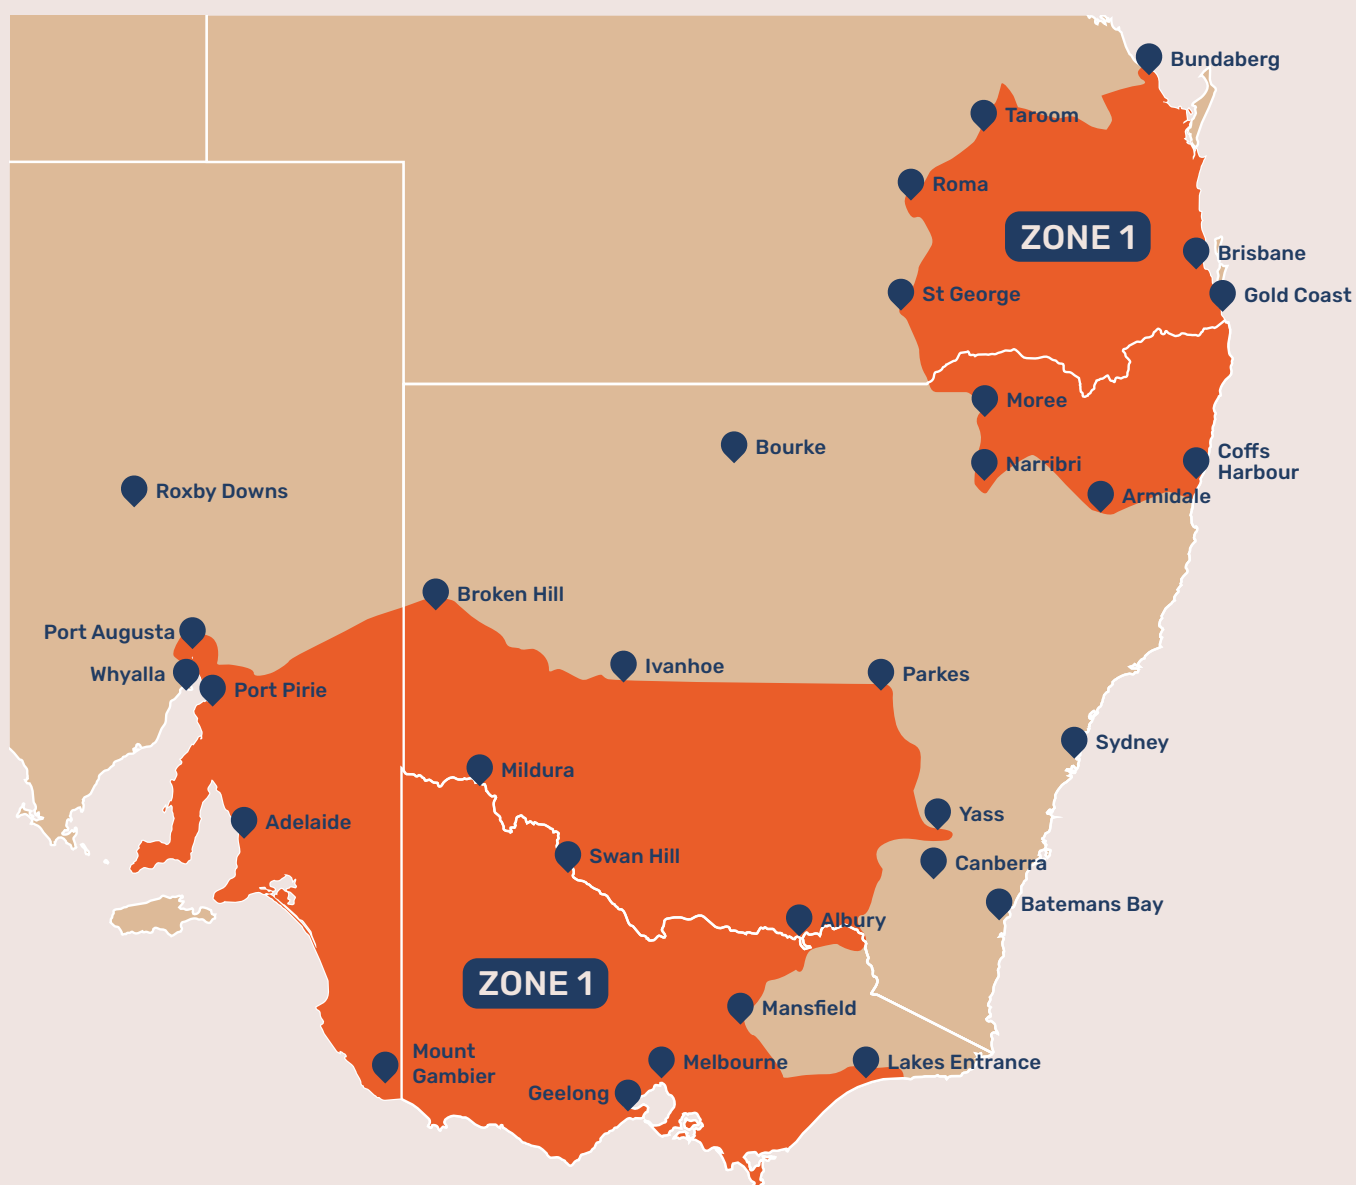 Bundaberg
Taroom
Roma
ZONE 1
Brisbane
St George
Gold Coast
Moree
Bourke
Coffs
Harbour
Narribri
Roxby Downs
Armidale
Broken Hill
Port Augusta
Ivanhoe
Whyalla
Parkes
Port Pirie
Sydney
Mildura
Yass
Adelaide
Swan Hill
Canberra
Batemans Bay
Albury
ZONE 1
Mansfield
Mount
Gambier
Melbourne
Lakes Entrance
Geelong